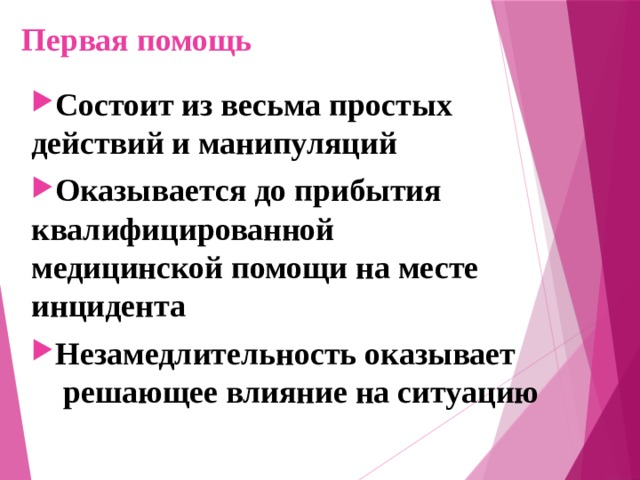 Первая помощь
Состоит из весьма простых
действий и манипуляций
Оказывается до прибытия
квалифицированной
медицинской помощи на месте
инцидента
Незамедлительность оказывает
решающее влияние на ситуацию